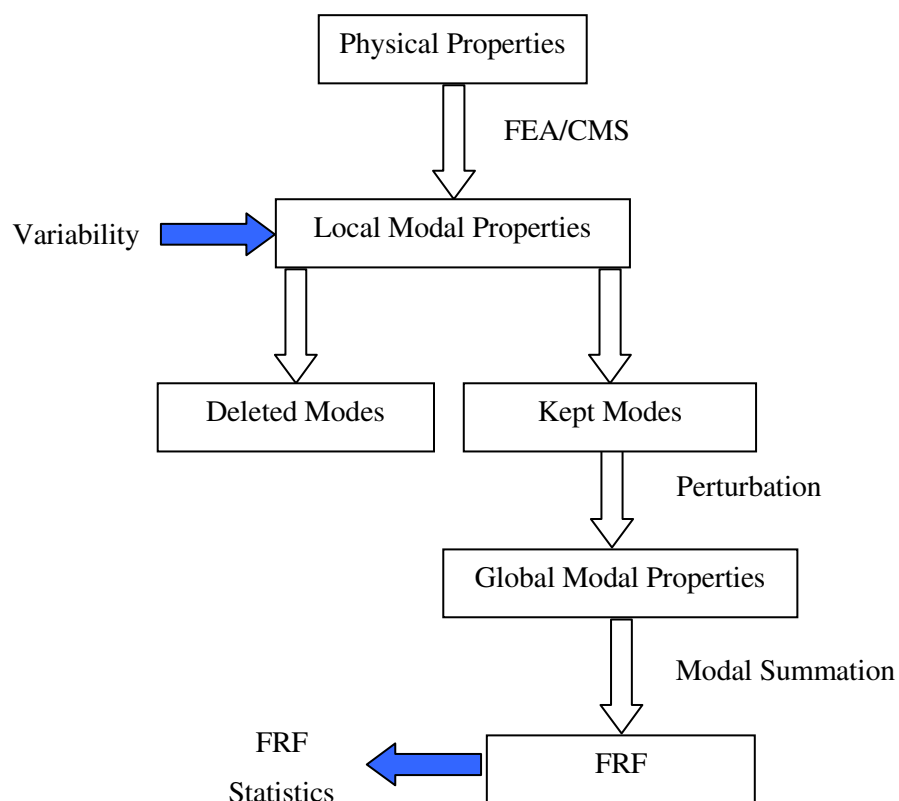 Physical Properties
FEA/CMS
Variability
Local Modal Properties
Deleted Modes
Kept Modes
Perturbation
Global Modal Properties
Modal Summation
FRF
Statistics
FRF